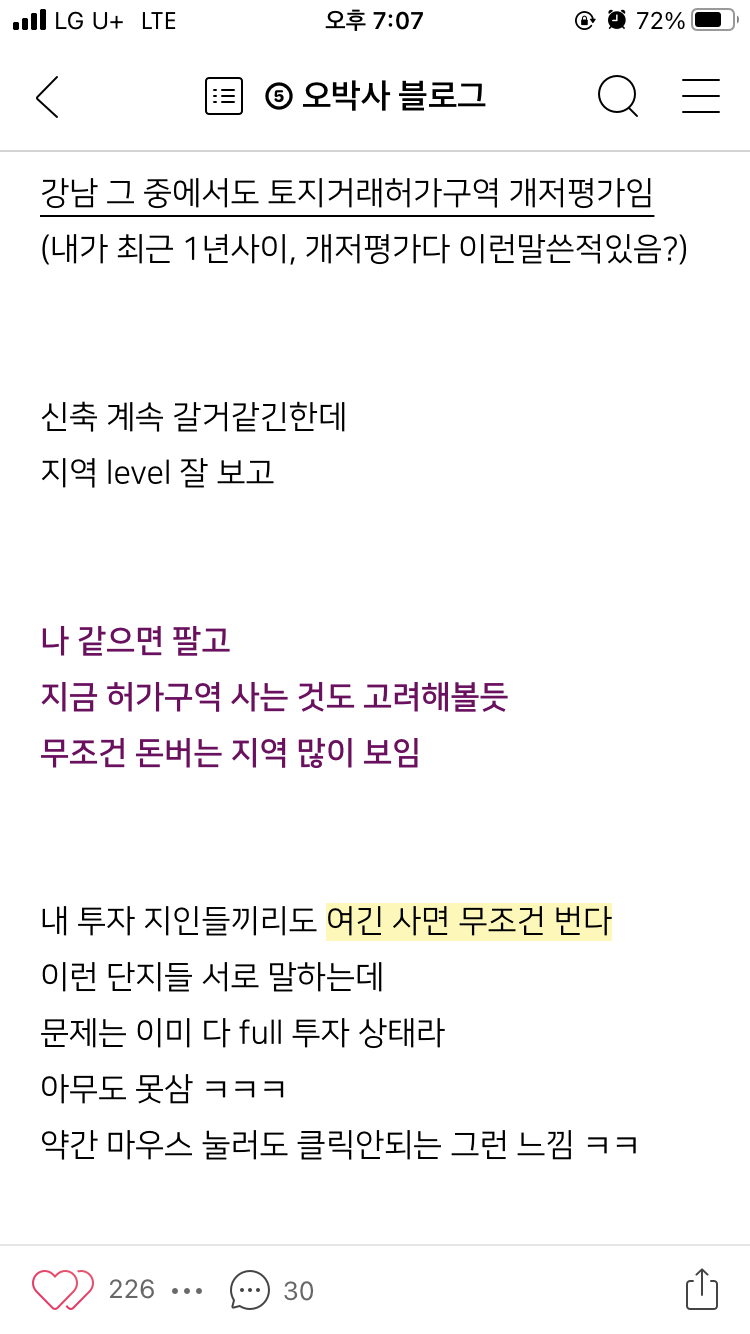 LG U+ LTE 오후 7:07 72%
⑤ 오박사 블로그
강남 그 중에서도 토지거래허가구역 개저평가임
(내가 최근 1년사이, 개저평가다 이런말쓴적있음?)
신축 계속 갈거같긴한데
지역 level 잘 보고
나 같으면 팔고
지금 허가구역 사는 것도 고려해볼듯
무조건 돈버는 지역 많이 보임
내 투자 지인들끼리도 여긴 사면 무조건 번다
이런 단지들 서로 말하는데
문제는 이미 다 full 투자 상태라
아무도 못삼 ㅋㅋㅋ
약간 마우스 눌러도 클릭안되는 그런 느낌 ㅋㅋ
226 30